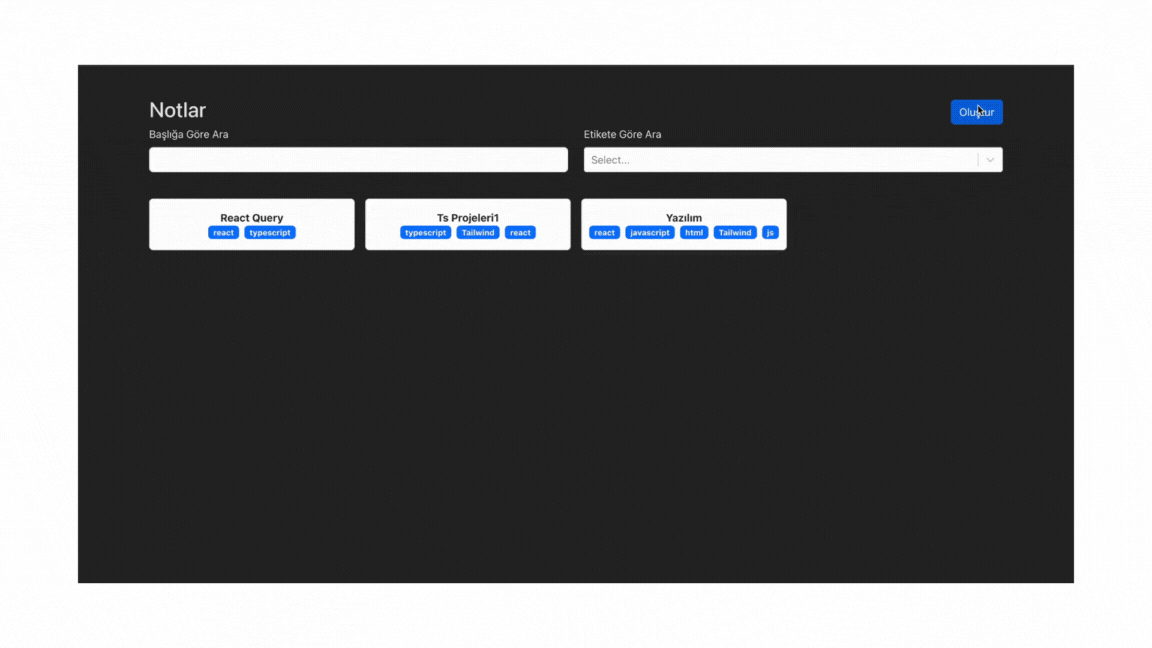 Notlar
Oluştur
Başlığa Göre Ara
Etikete Göre Ara
Select...
React Query
react typescript
Ts Projeleri1
typescript Tailwind react
Yazılım
react javascript html Tailwind js